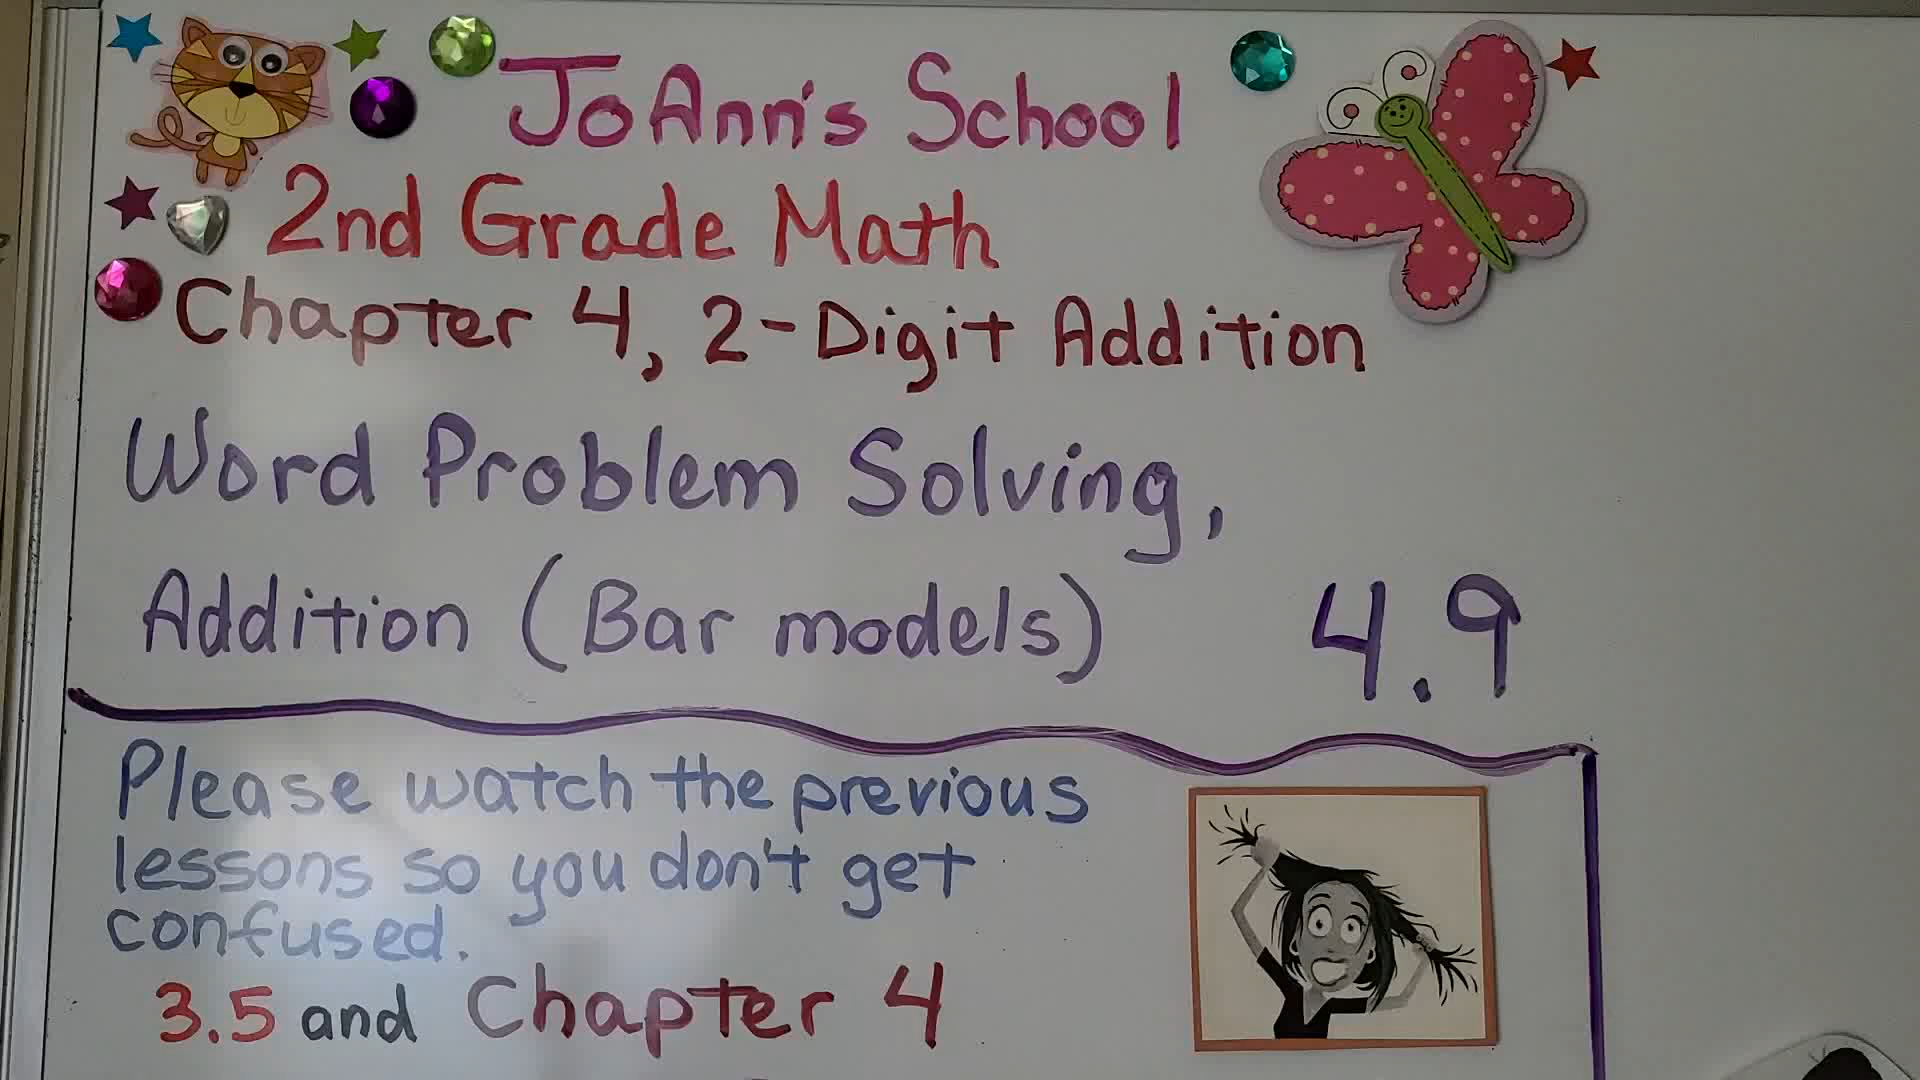 JoAnn's School
2nd Grade Math
Chapter 4, 2-Digit Addition
Word Problem Solving,
Addition (Bar models) 4.9
Please watch the previous
lessons so you don't get
confused.
3.5 and Chapter 4